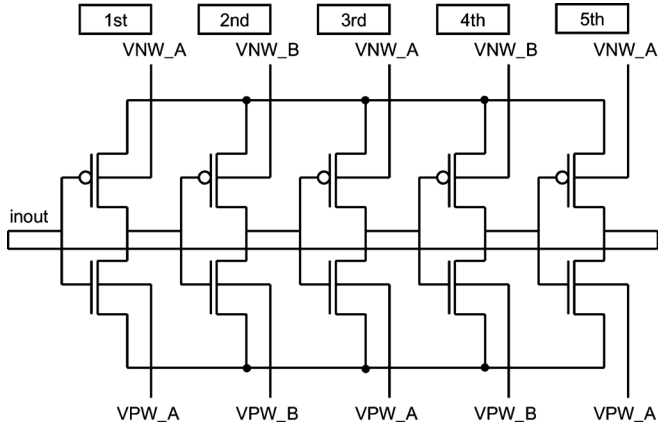 1st 2nd 3rd 4th 5th
VNW_A VNW_B VNW_A VNW_B VNW_A
inout
VPW_A VPW_B VPW_A VPW_B VPW_A